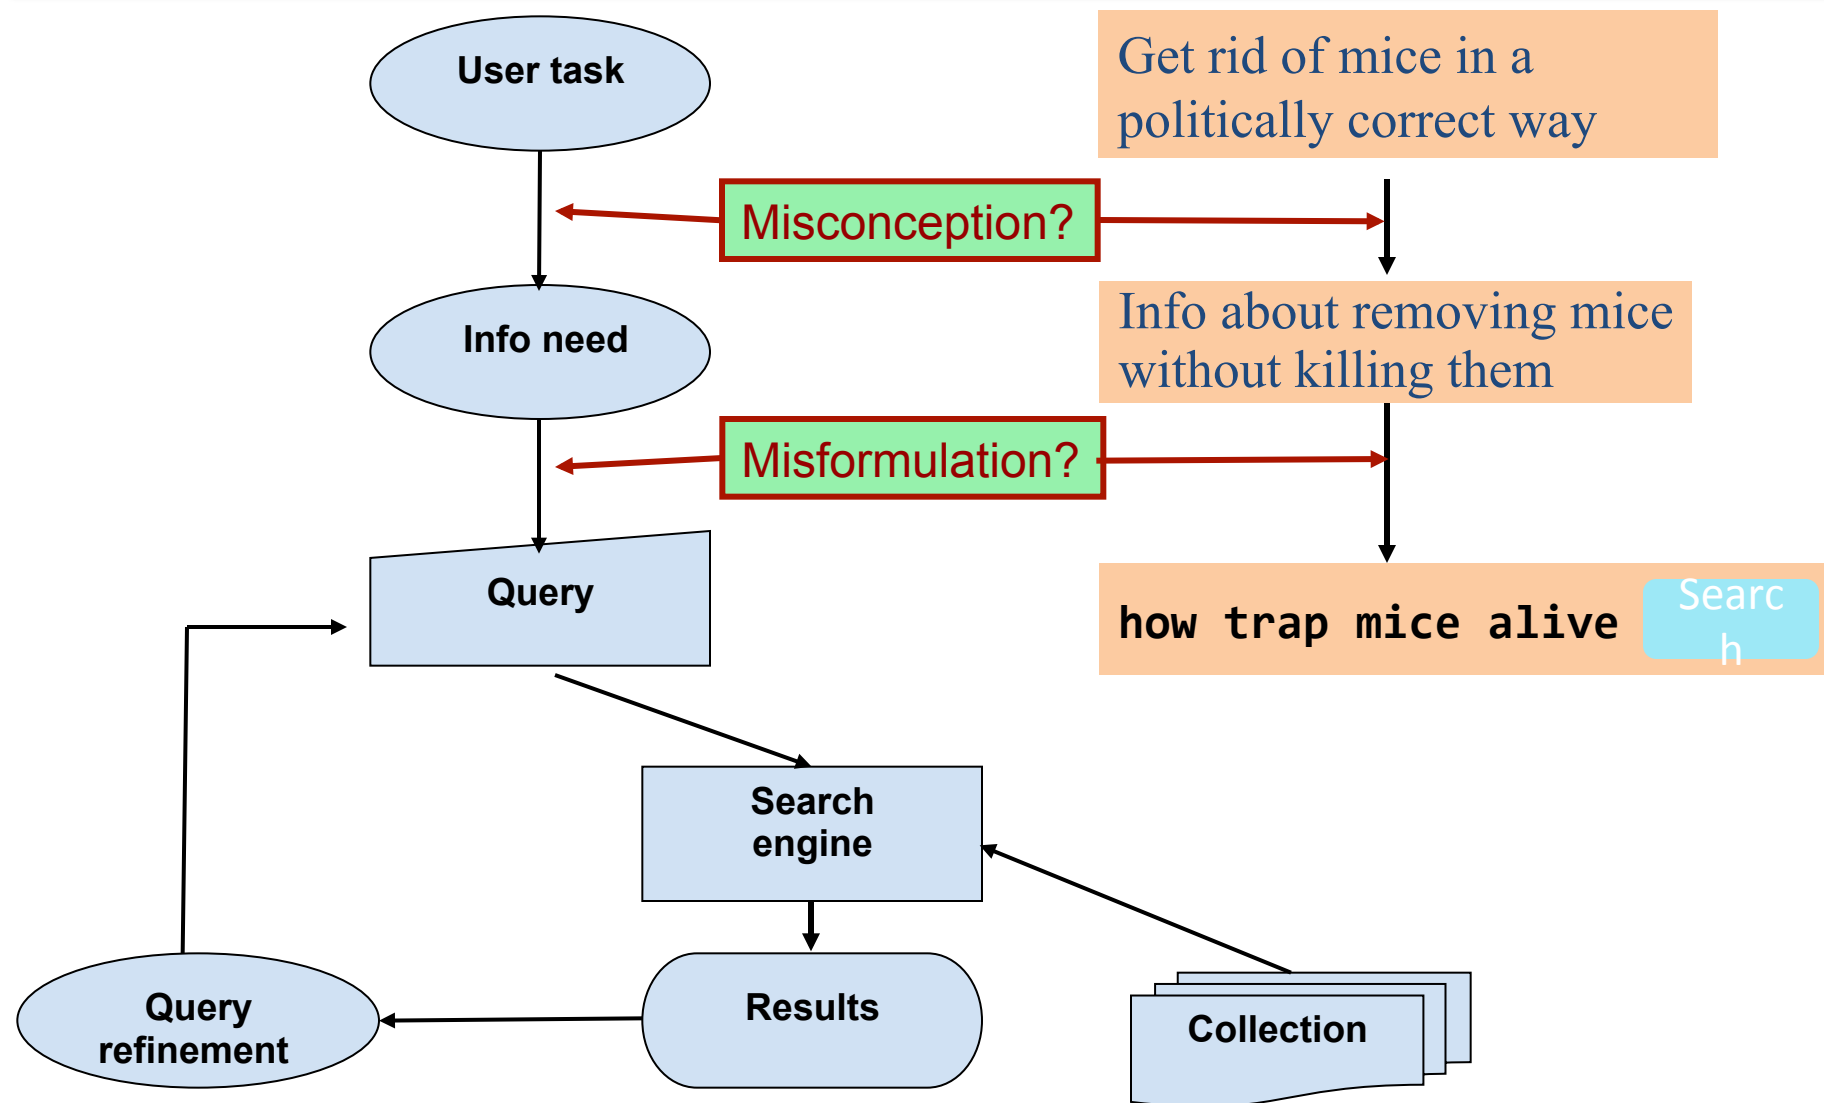 User task
Get rid of mice in a
politically correct way
Misconception?
Info need
Info about removing mice
without killing them
Misformulation?
Query
how trap mice alive
Searc
h
Search
engine
Results
Query
refinement
Collection